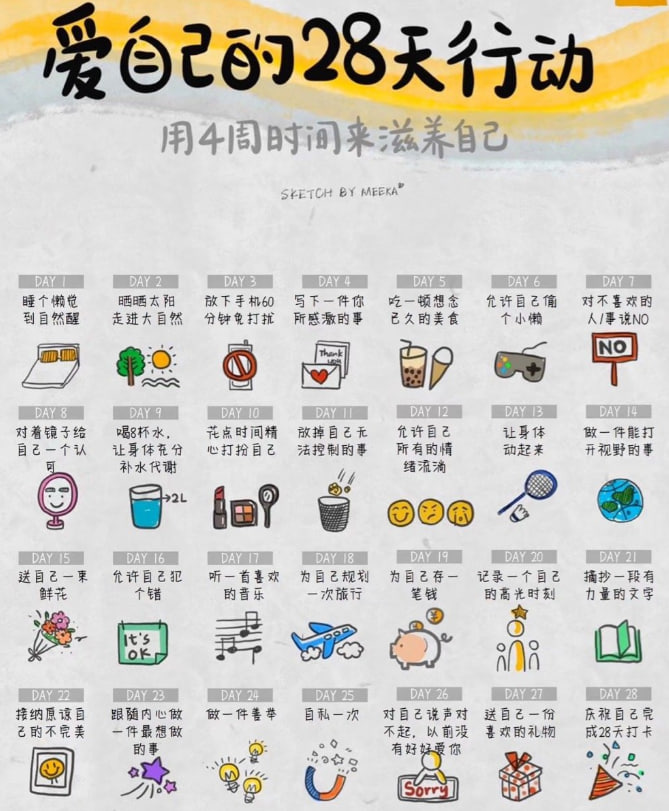 爱自己的28天行动
用4周时间来滋养自己
SKETCH BY MEEKA
DAY 1
睡个懒觉
到自然醒
DAY 2
晒晒太阳
走进大自然
DAY 3
放下手机60
分钟免打扰
DAY 4
写下一件你
所感激的事
Thank
you
DAY 5
吃一顿想念
已久的美食
DAY 6
允许自己偷
个小懒
DAY 7
对不喜欢的
人/事说NO
NO
DAY 8
对着镜子给
自己一个认
可
DAY 9
喝8杯水,
让身体充分
补水代谢
2L
DAY 10
花点时间精
心打扮自己
DAY 11
放掉自己无
法控制的事
DAY 12
允许自己
所有的情
绪流淌
DAY 13
让身体
动起来
DAY 14
做一件能打
开视野的事
DAY 15
送自己一束
鲜花
DAY 16
允许自己犯
个错
It's
OK
DAY 17
听一首喜欢
的音乐
DAY 18
为自己规划
一次旅行
DAY 19
为自己存一
笔钱
DAY 20
记录一个自己
的高光时刻
DAY 21
摘抄一段有
力量的文字
DAY 22
接纳原谅自
己的不完美
DAY 23
跟随内心做
一件最想做
的事
DAY 24
做一件善举
DAY 25
自私一次
DAY 26
对自己说声对
不起,以前没
有好好爱你
Sorry
DAY 27
送自己一份
喜欢的礼物
DAY 28
庆祝自己完
成28天打卡